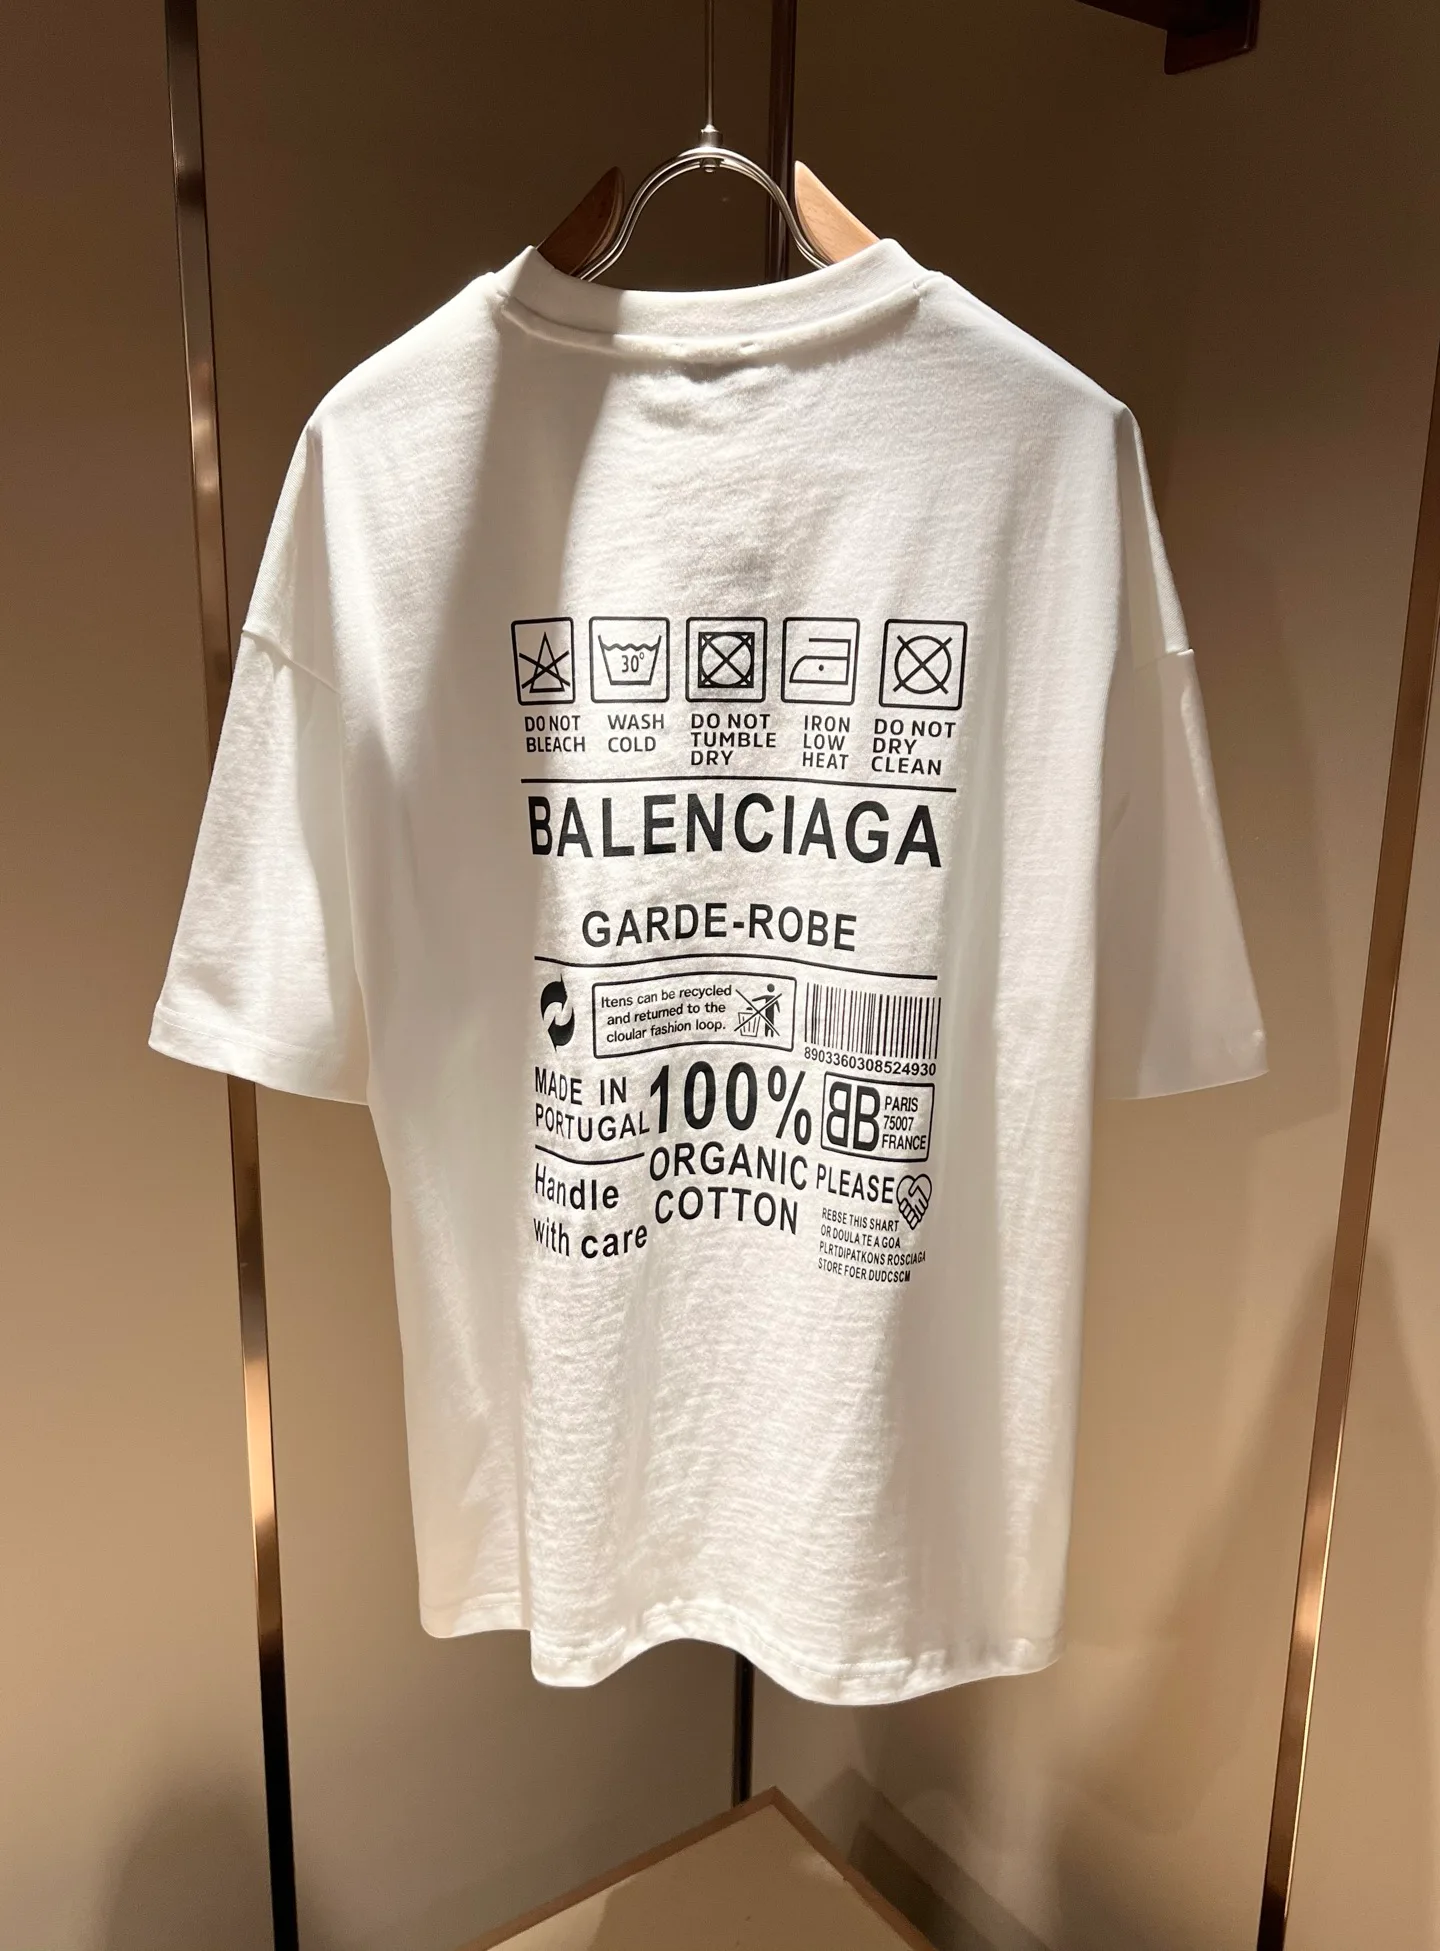 30°
DO NOT
BLEACH
WASH
COLD
DO NOT
TUMBLE
DRY
IRON
LOW
HEAT
DO NOT
DRY
CLEAN
BALENCIAGA
GARDE-ROBE
Itens can be recycled
and returned to the
cloular fashion loop.
8903360308524930
MADE IN
PORTUGAL
100%
ORGANIC
COTTON
BB
PARIS
75007
FRANCE
Handle
with care
PLEASE
REBSE THIS SHART
OR DOULA TE A GOA
PLRTDIPATKONS ROSCIAGA
STORE FOER DUDCSCM